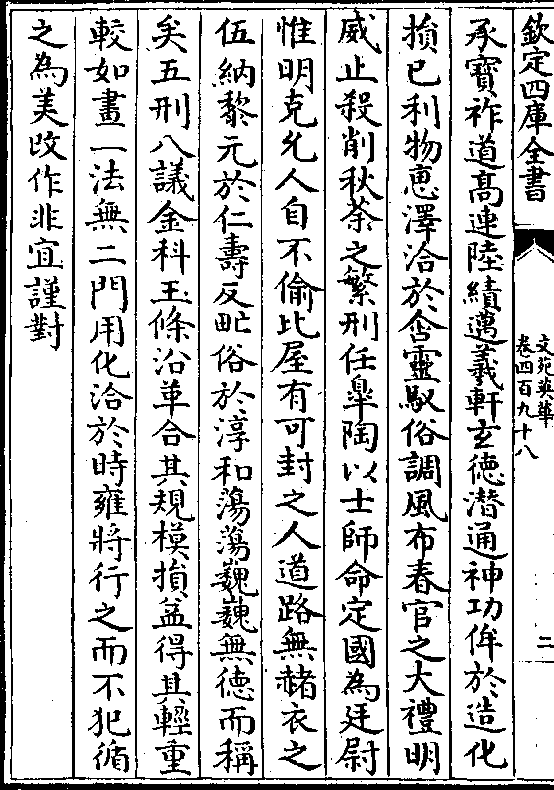 欽定四庫全書
文苑英華
卷四百九十八
二
承寶祚道髙連陸績邁羲軒玄徳潜通神功侔於造化
損已利物恵澤洽於含靈馭俗調風布春官之大禮明
威止殺削秋荼之繁刑任臯陶以士師命定國為廷尉
惟明克允人自不偷比屋有可封之人道路無赭衣之
伍納黎元於仁壽反甿俗於淳和蕩蕩巍巍無徳而稱
矣五刑八議金科玉條沿革合其規模損益得其輕重
較如畫一法無二門用化洽於時雍將行之而不犯循
之為美改作非宜謹對